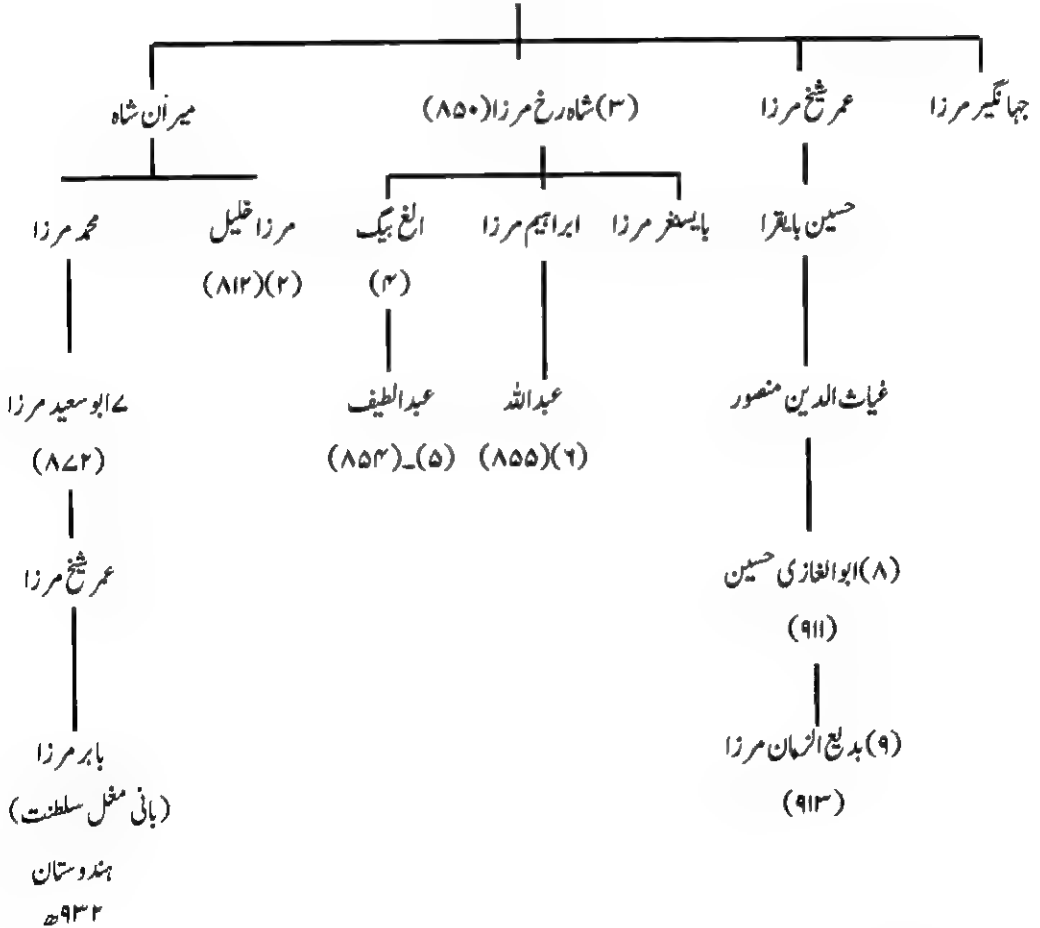 جہانگیر مرزا عمر شیخ مرزا (۳) شاہ رخ مرزا (۸۵۰) میران شاہ
حسین بایقرا بایسنغر مرزا ابراہیم مرزا الغ بیگ مرزا خلیل محمد مرزا
(۴) (۲)(۸۱۲)
غیاث الدین منصور عبداللہ عبدالطیف ۷ ابو سعید مرزا
(۶)(۸۵۵) (۵)۔(۸۵۴) (۸۷۲)
(۸) ابوالغازی حسین عمر شیخ مرزا
(۹۱۱)
(۹) بدیع الزمان مرزا بابر مرزا
(۹۱۳) (بانی مغل سلطنت)
ہندوستان
۹۳۲ھ